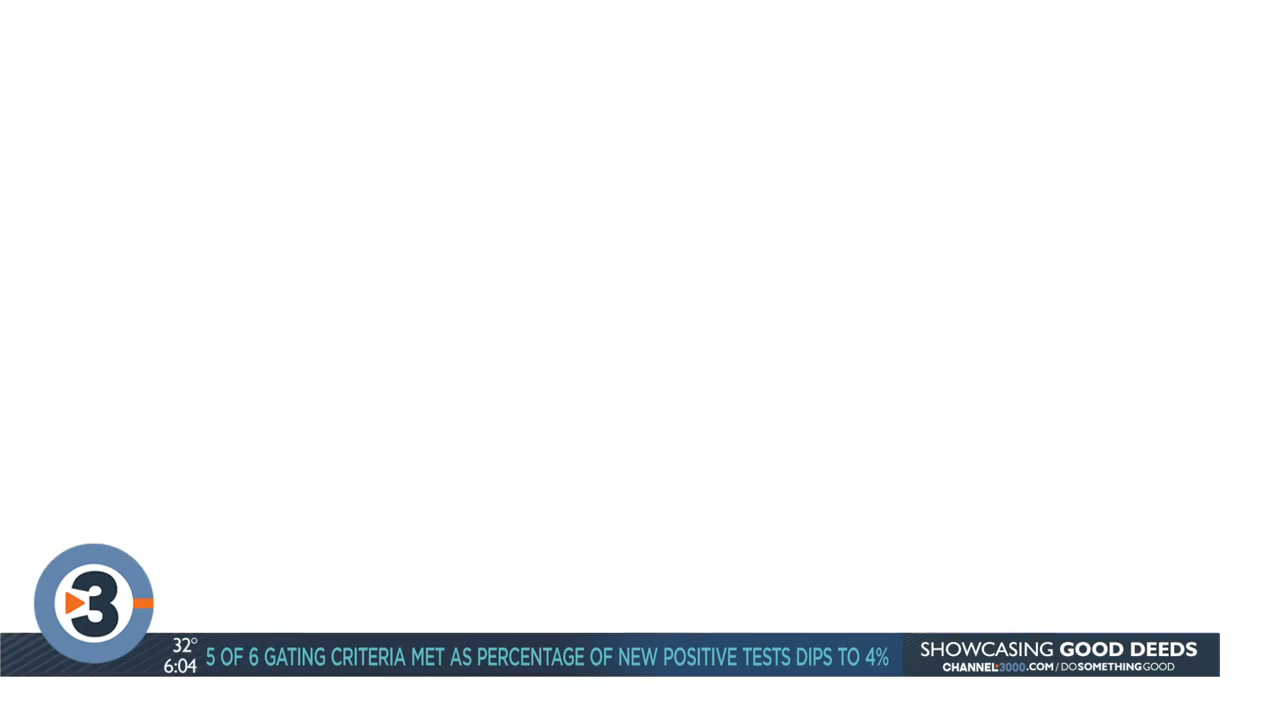 3
32°
6:04
5 OF 6 GATING CRITERIA MET AS PERCENTAGE OF NEW POSITIVE TESTS DIPS TO 4%
SHOWCASING GOOD DEEDS
CHANNEL3000.COM/DOSOMETHINGGOOD